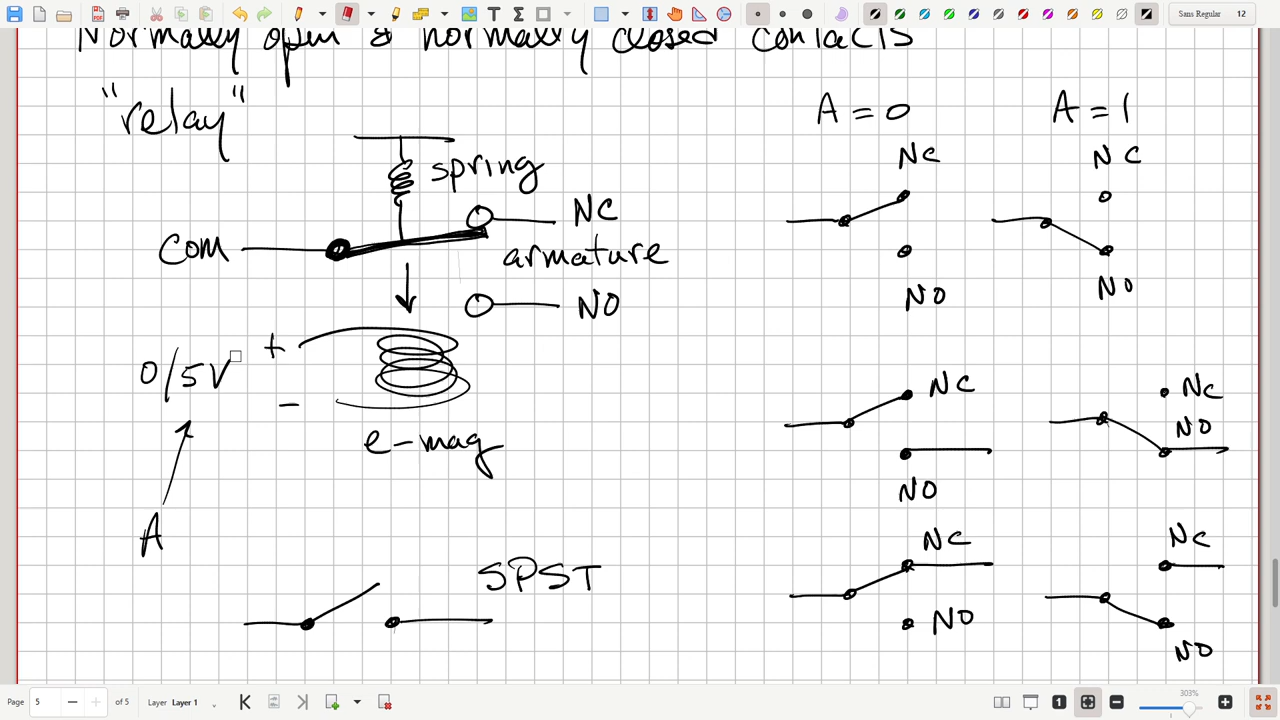 Sans Regular 12
Normally open & normally closed contacts
"relay"
spring
NC
COM
armature
NO
+
0/5V
-
e-mag
A
SPST
A = 0
A = 1
NC
NC
NO
NO
NC
NC
NO
NO
NC
NC
NO
NO
Page 5 of 5 Layer Layer 1
303%